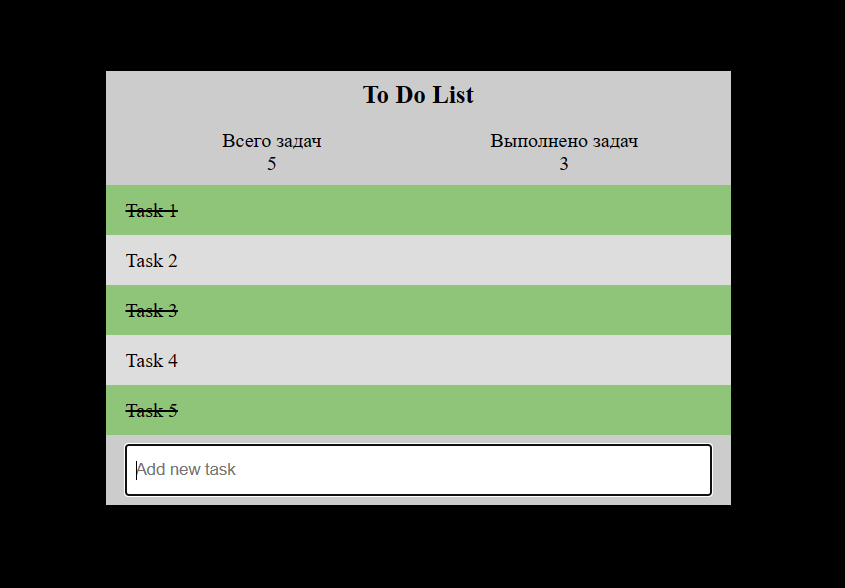 To Do List
Всего задач
Выполнено задач
5
3
Task 1
Task 2
Task 3
Task 4
Task 5
Add new task